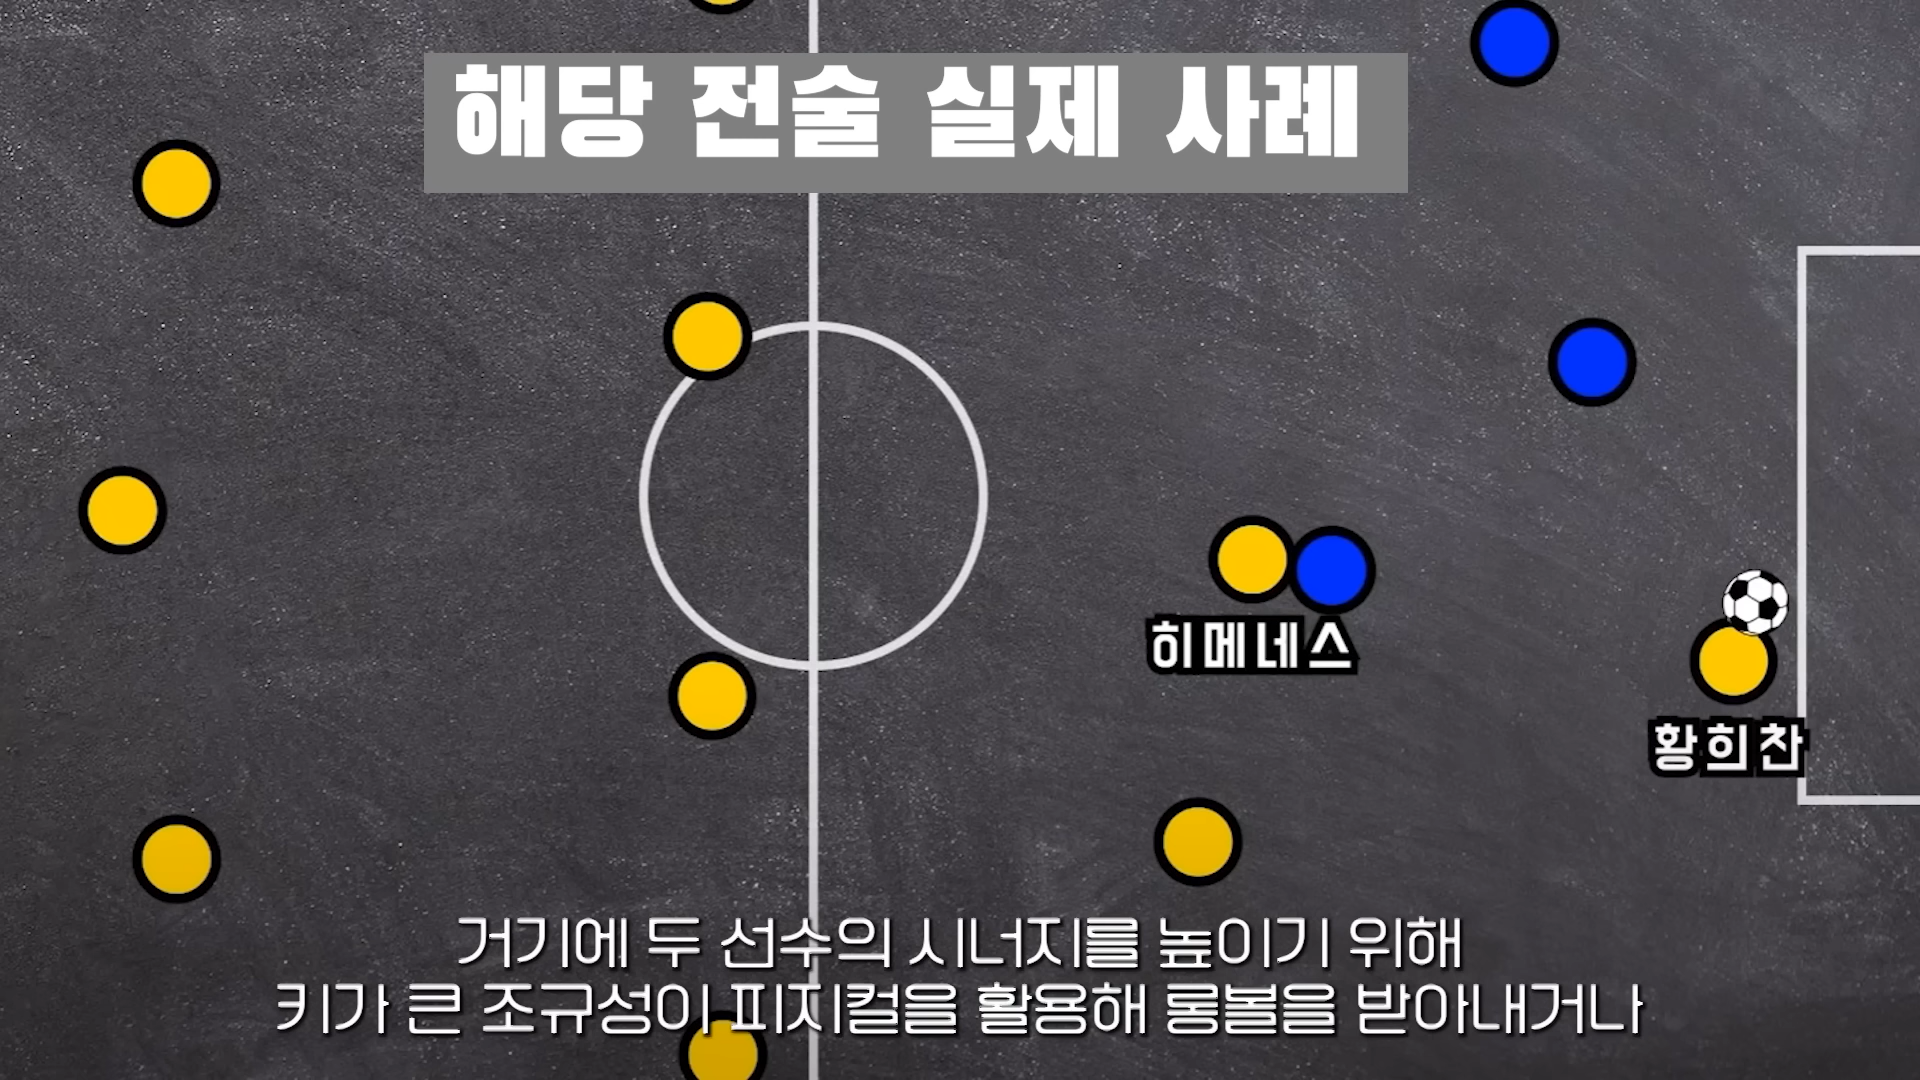 해당 전술 실제 사례
히메네스
황희찬
거기에 두 선수의 시너지를 높이기 위해
키가 큰 조규성이 피지컬을 활용해 롱볼을 받아내거나